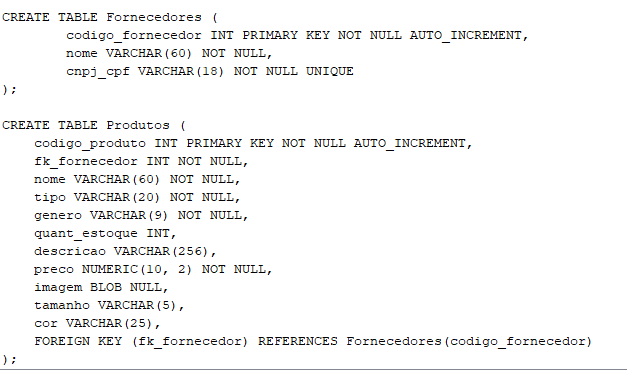 CREATE TABLE Fornecedores (
codigo_fornecedor INT PRIMARY KEY NOT NULL AUTO_INCREMENT,
nome VARCHAR(60) NOT NULL,
cnpj_cpf VARCHAR(18) NOT NULL UNIQUE
);
CREATE TABLE Produtos (
codigo_produto INT PRIMARY KEY NOT NULL AUTO_INCREMENT,
fk_fornecedor INT NOT NULL,
nome VARCHAR(60) NOT NULL,
tipo VARCHAR(20) NOT NULL,
genero VARCHAR(9) NOT NULL,
quant_estoque INT,
descricao VARCHAR(256),
preco NUMERIC(10, 2) NOT NULL,
imagem BLOB NULL,
tamanho VARCHAR(5),
cor VARCHAR(25),
FOREIGN KEY (fk_fornecedor) REFERENCES Fornecedores(codigo_fornecedor)
);